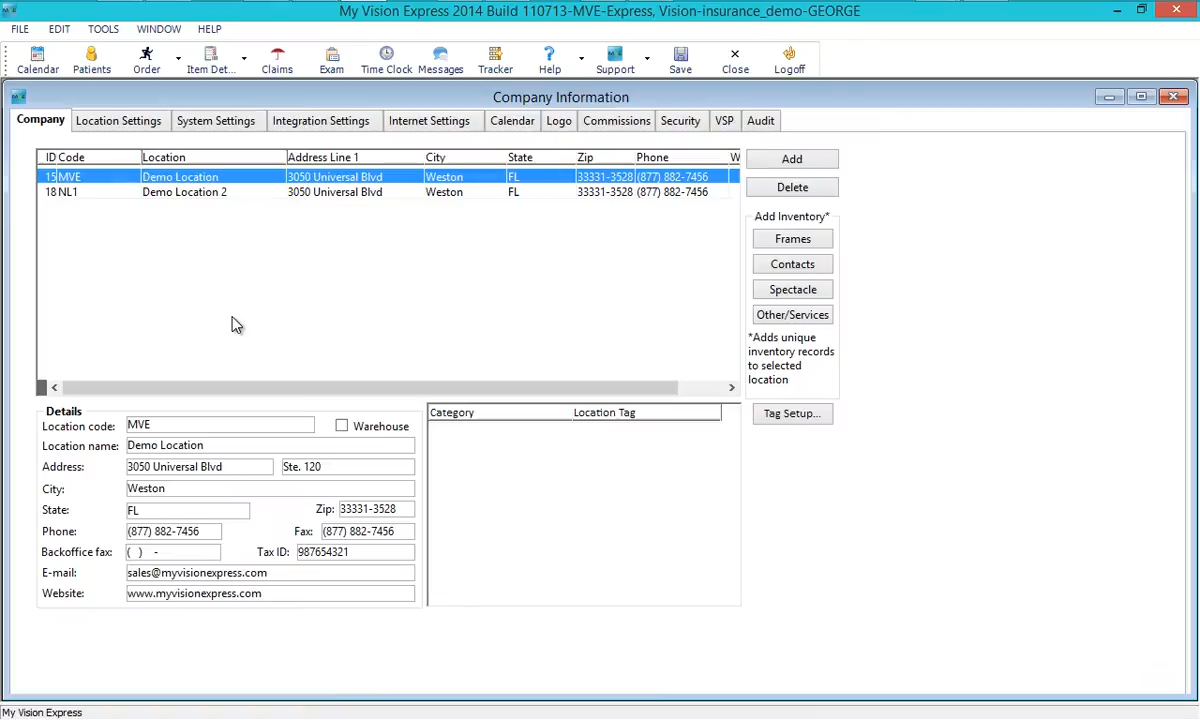 My Vision Express 2014 Build 110713-MVE-Express, Vision-insurance_demo-GEORGE
FILE EDIT TOOLS WINDOW HELP
Calendar Patients Order Item Det... Claims Exam Time Clock Messages Tracker Help Support Save Close Logoff
Company Information
Company Location Settings System Settings Integration Settings Internet Settings Calendar Logo Commissions Security VSP Audit
ID Code Location Address Line 1 City State Zip Phone W
15 MVE Demo Location 3050 Universal Blvd Weston FL 33331-3528 (877) 882-7456
18 NL1 Demo Location 2 3050 Universal Blvd Weston FL 33331-3528 (877) 882-7456
Add
Delete
Add Inventory*
Frames
Contacts
Spectacle
Other/Services
*Adds unique
inventory records
to selected
location
Tag Setup...
Details
Location code: MVE Warehouse
Location name: Demo Location
Address: 3050 Universal Blvd Ste. 120
City: Weston
State: FL Zip: 33331-3528
Phone: (877) 882-7456 Fax: (877) 882-7456
Backoffice fax: ( ) - Tax ID: 987654321
E-mail: sales@myvisionexpress.com
Website: www.myvisionexpress.com
Category Location Tag
My Vision Express